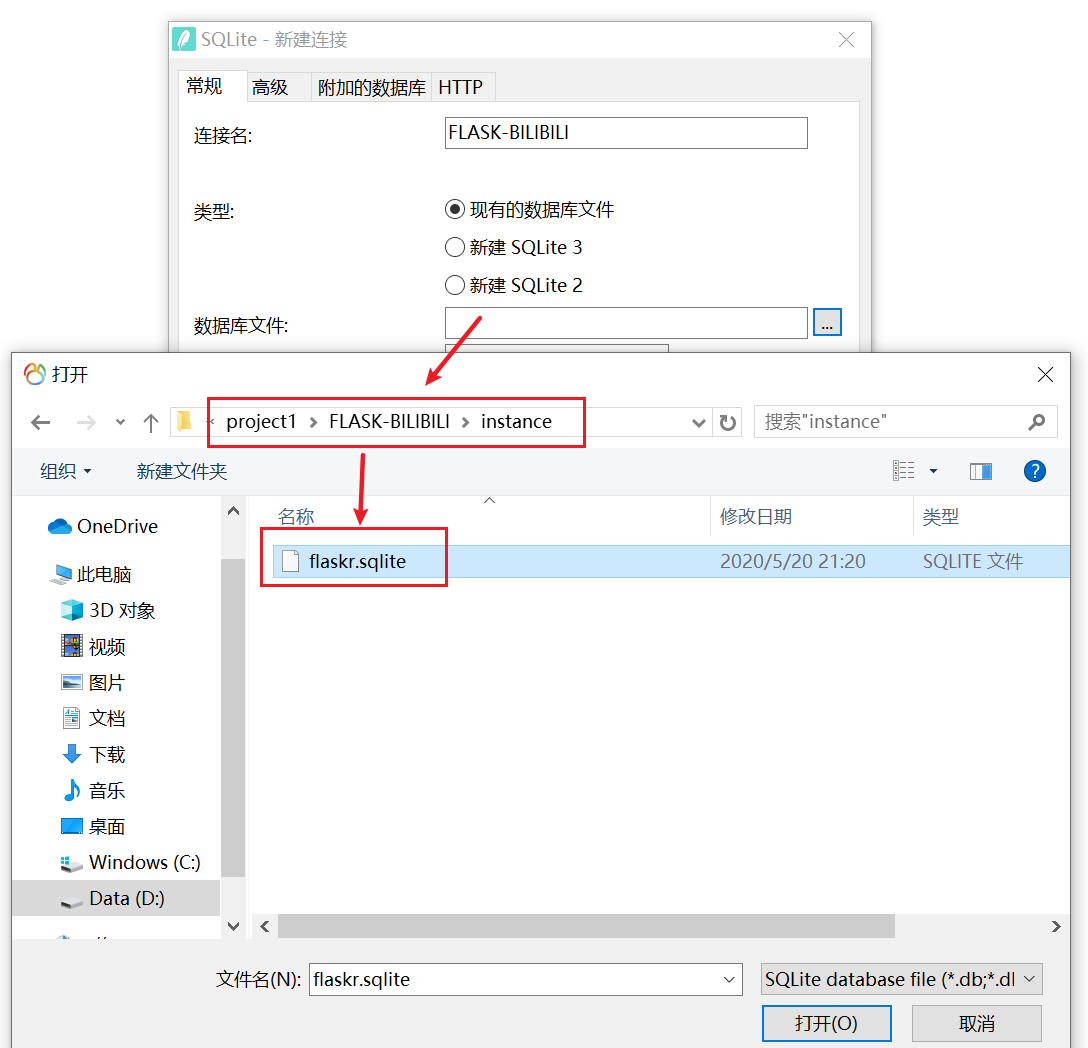 SQLite - 新建连接
常规 高级 附加的数据库 HTTP
连接名: FLASK-BILIBILI
类型: 现有的数据库文件
新建 SQLite 3
新建 SQLite 2
数据库文件: ...
打开
« project1 > FLASK-BILIBILI > instance 搜索"instance"
组织 新建文件夹 ?
名称 修改日期 类型
OneDrive
flaskr.sqlite 2020/5/20 21:20 SQLITE 文件
此电脑
3D 对象
视频
图片
文档
下载
音乐
桌面
Windows (C:)
Data (D:)
文件名(N): flaskr.sqlite SQLite database file (*.db;*.dl
打开(O) 取消